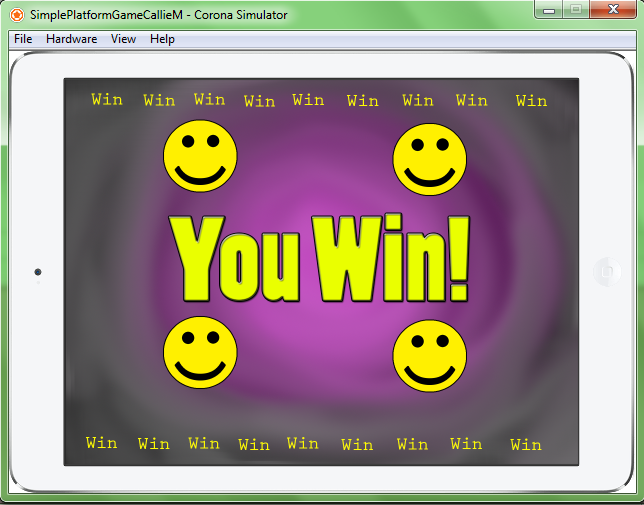 SimplePlatformGameCallieM - Corona Simulator
File Hardware View Help
Win Win Win Win Win Win Win Win Win
You Win!
Win Win Win Win Win Win Win Win Win